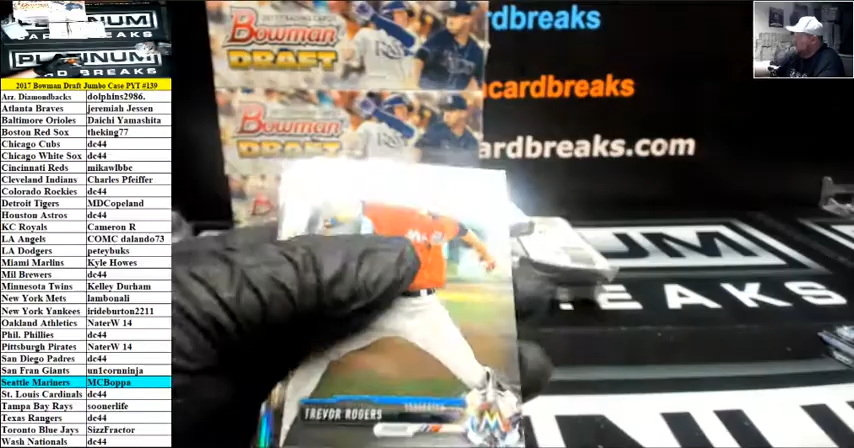 PLATINUM
CARD BREAKS
PLATINUM
RD BREAKS
2017 Bowman Draft Jumbo Case PYT #139
Arz. Diamondbacks dolphins2986.
Atlanta Braves jeremiah Jessen
Baltimore Orioles Daichi Yamashita
Boston Red Sox theking77
Chicago Cubs dc44
Chicago White Sox dc44
Cincinnati Reds mikawlbbc
Cleveland Indians Charles Pfeiffer
Colorado Rockies dc44
Detroit Tigers MDCopeland
Houston Astros dc44
KC Royals Cameron R
LA Angels COMC dalando73
LA Dodgers peteybuks
Miami Marlins Kyle Howes
Mil Brewers dc44
Minnesota Twins Kelley Durham
New York Mets lambonali
New York Yankees irideburton2211
Oakland Athletics NaterW 14
Phil. Phillies dc44
Pittsburgh Pirates NaterW 14
San Diego Padres dc44
San Fran Giants un1cornninja
Seattle Mariners MCBoppa
St. Louis Cardinals dc44
Tampa Bay Rays soonerlife
Texas Rangers dc44
Toronto Blue Jays SizzFractor
Wash Nationals dc44
Bowman
DRAFT
Bowman
DRAFT
dbreaks
cardbreaks
ardbreaks.com
UM
EAKS
TREVOR ROGERS